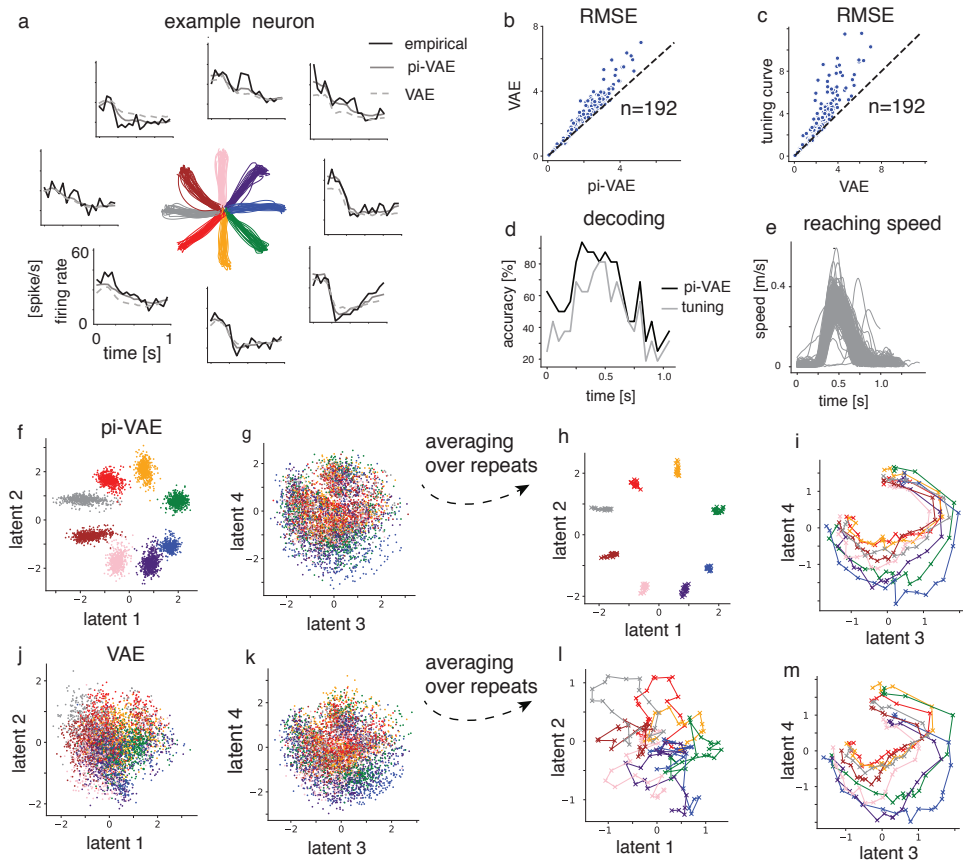 a
example neuron
empirical
pi-VAE
VAE
60
0
[spike/s]
firing rate
0
1
time [s]
b
RMSE
8
4
0
VAE
n=192
0
4
pi-VAE
c
RMSE
8
4
0
tuning curve
n=192
0
4
8
VAE
d
decoding
100
80
60
40
20
accuracy [%]
pi-VAE
tuning
0
0.5
1.0
time [s]
e
reaching speed
0.4
0
speed [m/s]
0
0.5
1.0
time [s]
f
pi-VAE
2
0
−2
latent 2
−2
0
2
latent 1
g
2
0
−2
latent 4
−2
0
2
latent 3
averaging
over repeats
h
2
0
−2
latent 2
−2
0
2
latent 1
i
1
0
−1
latent 4
−1
0
1
latent 3
j
VAE
2
0
−2
latent 2
−2
0
2
latent 1
k
2
0
−2
latent 4
−2
0
2
latent 3
averaging
over repeats
l
1
0
−1
latent 2
−1
0
1
latent 1
m
1
0
−1
latent 4
−1
0
1
latent 3